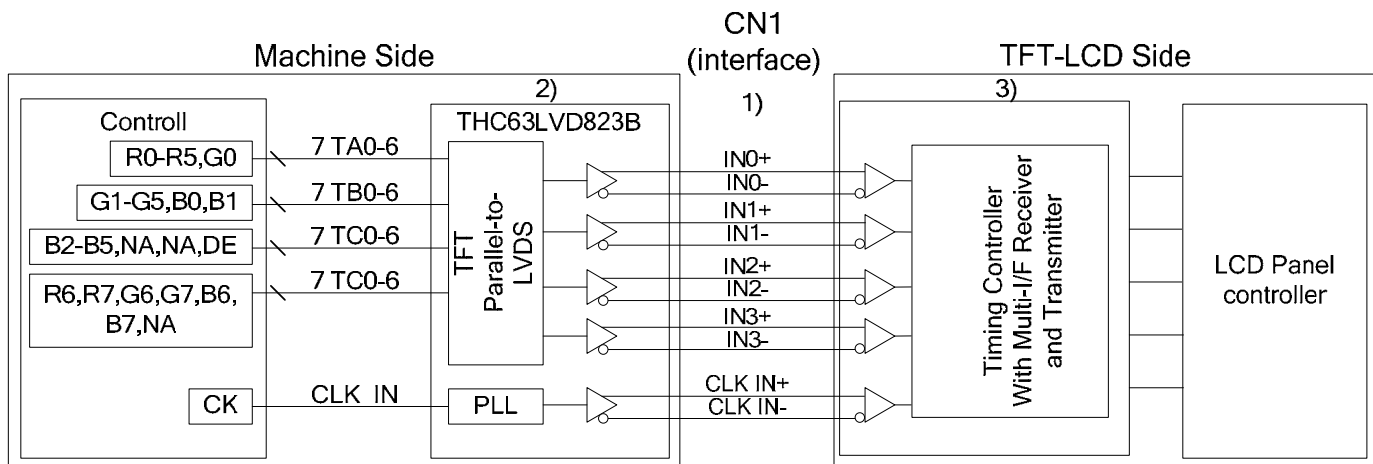 CN1
(interface)
1)
Machine Side
Controll
R0-R5,G0
G1-G5,B0,B1
B2-B5,NA,NA,DE
R6,R7,G6,G7,B6,
B7,NA
CK
7 TA0-6
7 TB0-6
7 TC0-6
7 TC0-6
CLK IN
2)
THC63LVD823B
TFT
Parallel-to-
LVDS
PLL
IN0+
IN0-
IN1+
IN1-
IN2+
IN2-
IN3+
IN3-
CLK IN+
CLK IN-
TFT-LCD Side
3)
Timing Controller
With Multi-I/F Receiver
and Transmitter
LCD Panel
controller